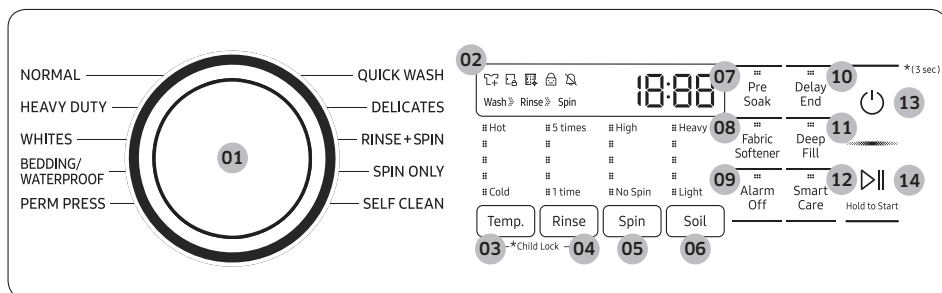 NORMAL
HEAVY DUTY
WHITES
BEDDING/
WATERPROOF
PERM PRESS
01
QUICK WASH
DELICATES
RINSE+SPIN
SPIN ONLY
SELF CLEAN
02
18:88
Wash Rinse Spin
Hot 5 times High Heavy
Cold 1 time No Spin Light
Temp. Rinse Spin Soil
03 *Child Lock 04 05 06
07 Pre
Soak
Delay
End 10
08 Fabric
Softener
Deep
Fill 11
09 Alarm
Off
Smart
Care 12
*(3 sec)
13
14
Hold to Start